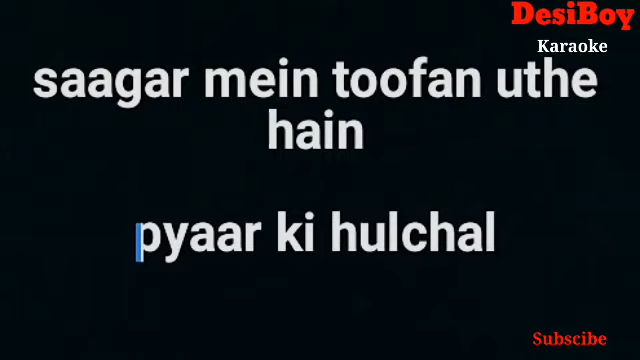 DesiBoy
Karaoke
saagar mein toofan uthe
hain
pyaar ki hulchal
Subscibe